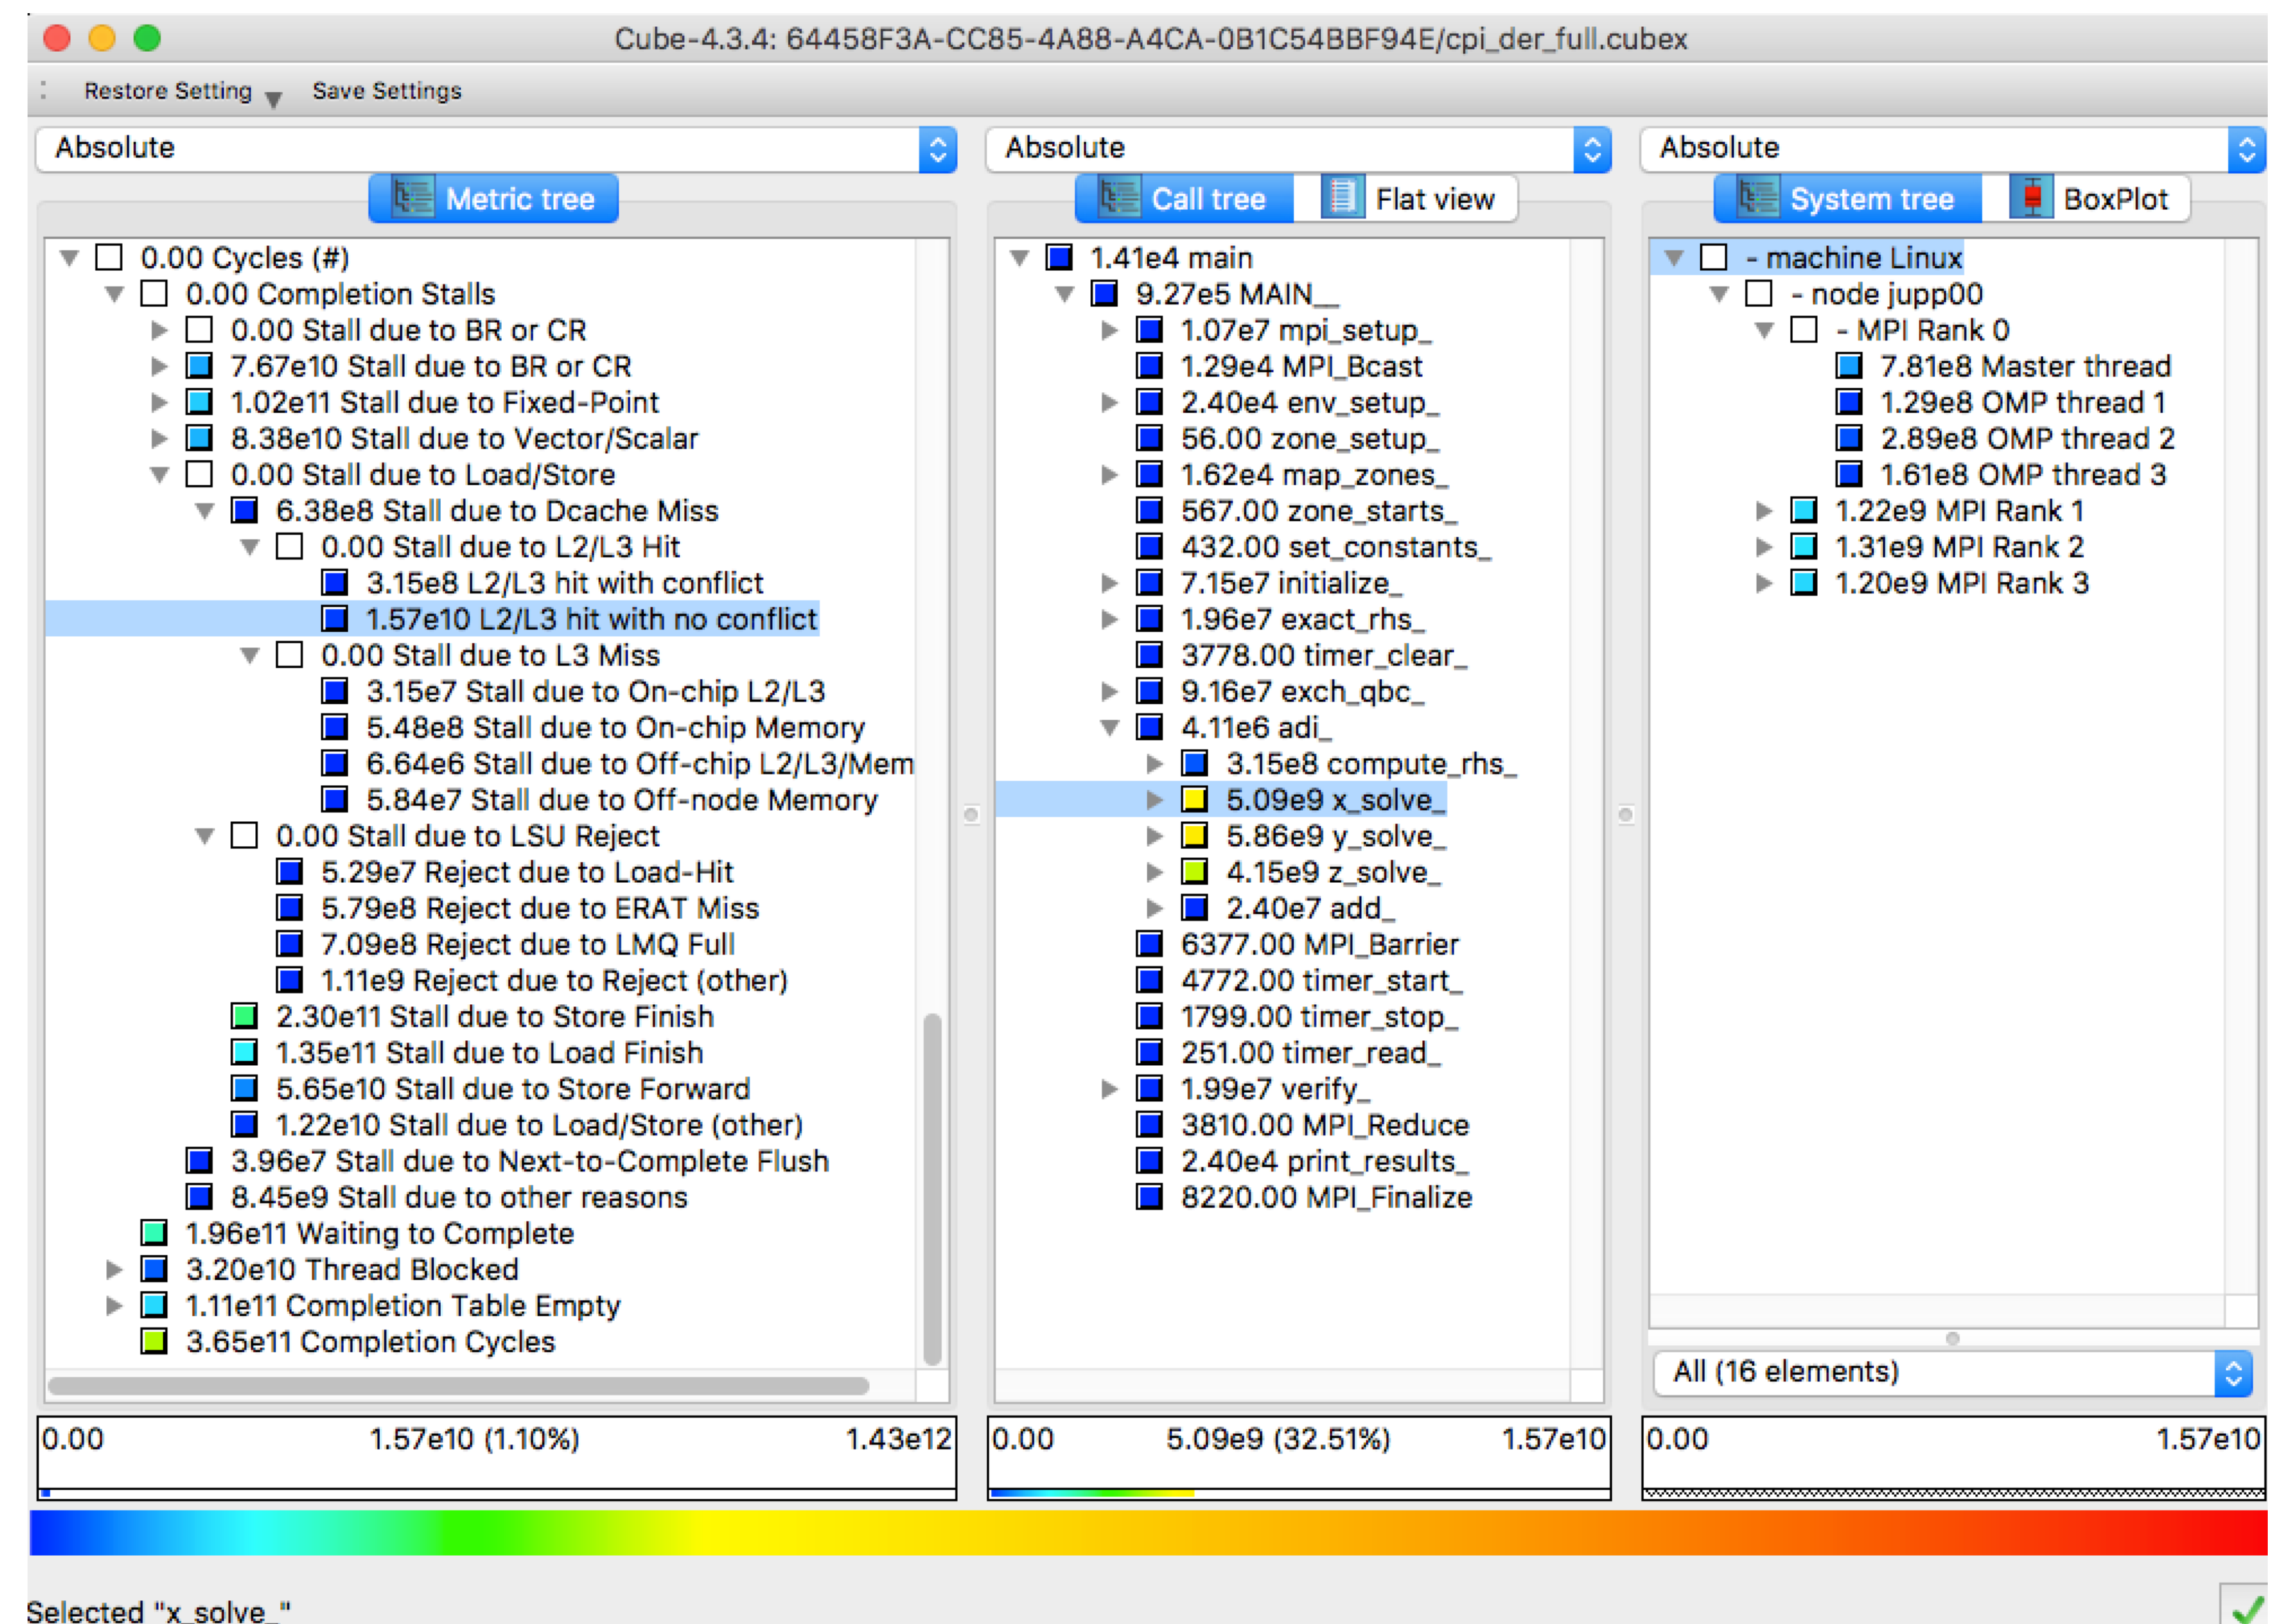 Cube-4.3.4: 64458F3A-CC85-4A88-A4CA-0B1C54BBF94E/cpi_der_full.cubex
Restore Setting Save Settings
Absolute
Metric tree
0.00 Cycles (#)
0.00 Completion Stalls
0.00 Stall due to BR or CR
7.67e10 Stall due to BR or CR
1.02e11 Stall due to Fixed-Point
8.38e10 Stall due to Vector/Scalar
0.00 Stall due to Load/Store
6.38e8 Stall due to Dcache Miss
0.00 Stall due to L2/L3 Hit
3.15e8 L2/L3 hit with conflict
1.57e10 L2/L3 hit with no conflict
0.00 Stall due to L3 Miss
3.15e7 Stall due to On-chip L2/L3
5.48e8 Stall due to On-chip Memory
6.64e6 Stall due to Off-chip L2/L3/Mem
5.84e7 Stall due to Off-node Memory
0.00 Stall due to LSU Reject
5.29e7 Reject due to Load-Hit
5.79e8 Reject due to ERAT Miss
7.09e8 Reject due to LMQ Full
1.11e9 Reject due to Reject (other)
2.30e11 Stall due to Store Finish
1.35e11 Stall due to Load Finish
5.65e10 Stall due to Store Forward
1.22e10 Stall due to Load/Store (other)
3.96e7 Stall due to Next-to-Complete Flush
8.45e9 Stall due to other reasons
1.96e11 Waiting to Complete
3.20e10 Thread Blocked
1.11e11 Completion Table Empty
3.65e11 Completion Cycles
0.00 1.57e10 (1.10%) 1.43e12
Absolute
Call tree Flat view
1.41e4 main
9.27e5 MAIN__
1.07e7 mpi_setup_
1.29e4 MPI_Bcast
2.40e4 env_setup_
56.00 zone_setup_
1.62e4 map_zones_
567.00 zone_starts_
432.00 set_constants_
7.15e7 initialize_
1.96e7 exact_rhs_
3778.00 timer_clear_
9.16e7 exch_qbc_
4.11e6 adi_
3.15e8 compute_rhs_
5.09e9 x_solve_
5.86e9 y_solve_
4.15e9 z_solve_
2.40e7 add_
6377.00 MPI_Barrier
4772.00 timer_start_
1799.00 timer_stop_
251.00 timer_read_
1.99e7 verify_
3810.00 MPI_Reduce
2.40e4 print_results_
8220.00 MPI_Finalize
0.00 5.09e9 (32.51%) 1.57e10
Absolute
System tree BoxPlot
- machine Linux
- node jupp00
- MPI Rank 0
7.81e8 Master thread
1.29e8 OMP thread 1
2.89e8 OMP thread 2
1.61e8 OMP thread 3
1.22e9 MPI Rank 1
1.31e9 MPI Rank 2
1.20e9 MPI Rank 3
All (16 elements)
0.00 1.57e10
Selected "x_solve_"